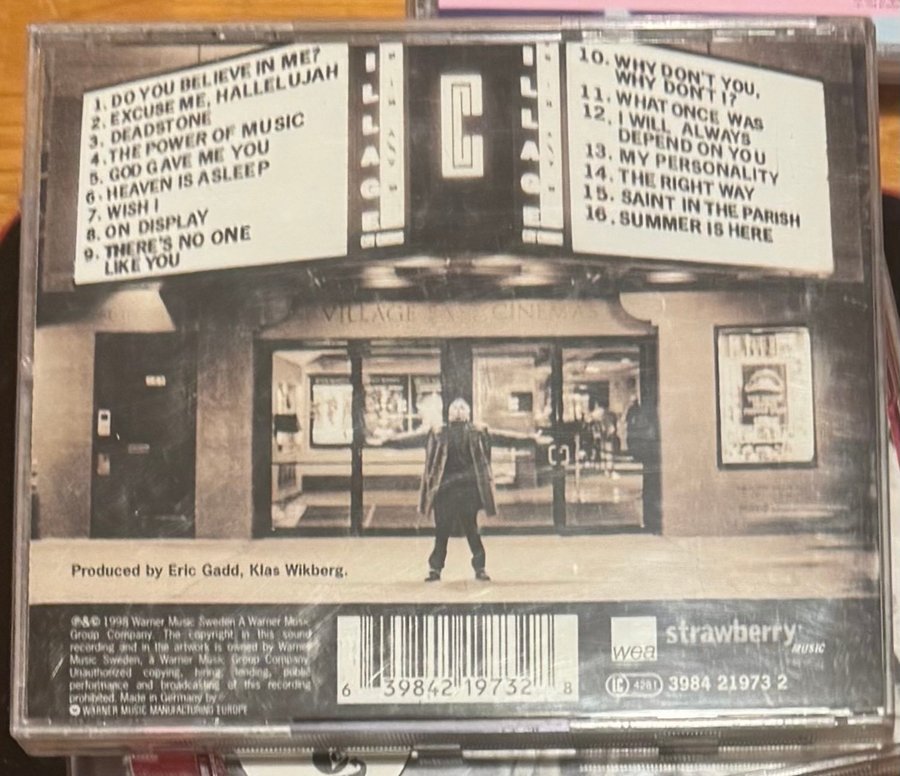 1. DO YOU BELIEVE IN ME?
2. EXCUSE ME, HALLELUJAH
3. DEADSTONE
4. THE POWER OF MUSIC
5. GOD GAVE ME YOU
6. HEAVEN IS ASLEEP
7. WISH I
8. ON DISPLAY
9. THERE'S NO ONE
LIKE YOU
C
10. WHY DON'T YOU,
WHY DON'T I?
11. WHAT ONCE WAS
12. I WILL ALWAYS
DEPEND ON YOU
13. MY PERSONALITY
14. THE RIGHT WAY
15. SAINT IN THE PARISH
16. SUMMER IS HERE
VILLAGE EAST CINEMAS
Produced by Eric Gadd, Klas Wikberg.
℗&© 1998 Warner Music Sweden A Warner Music
Group Company. The copyright in this sound
recording and in the artwork is owned by Warner
Music Sweden, a Warner Music Group Company.
Unauthorized copying, hiring, lending, public
performance and broadcasting of this recording
prohibited. Made in Germany by
WARNER MUSIC MANUFACTURING EUROPE
6 39842 19732 8
wea
strawberry
MUSIC
LC 4281 3984 21973 2